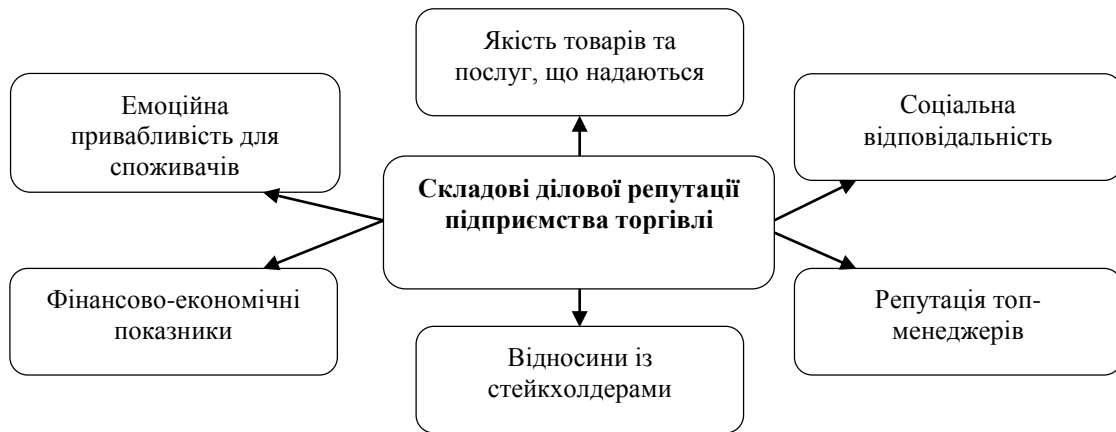 Якість товарів та
послуг, що надаються
Емоційна
привабливість для
споживачів
Соціальна
відповідальність
Складові ділової репутації
підприємства торгівлі
Фінансово-економічні
показники
Репутація топ-
менеджерів
Відносини із
стейкхолдерами